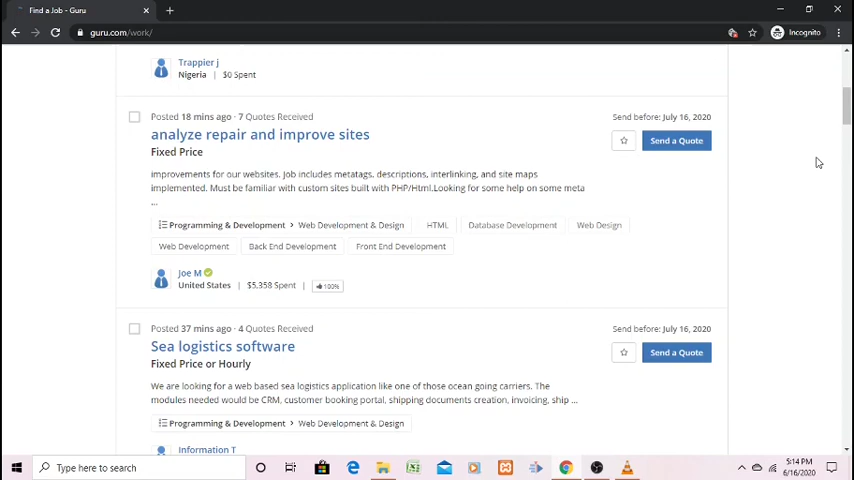 Find a Job - Guru
guru.com/work/
Incognito
Trappier j
Nigeria | $0 Spent
Posted 18 mins ago · 7 Quotes Received
Send before: July 16, 2020
analyze repair and improve sites
Send a Quote
Fixed Price
improvements for our websites. Job includes metatags, descriptions, interlinking, and site maps
implemented. Must be familiar with custom sites built with PHP/Html.Looking for some help on some meta
...
Programming & Development > Web Development & Design
HTML
Database Development
Web Design
Web Development
Back End Development
Front End Development
Joe M
United States | $5,358 Spent | 100%
Posted 37 mins ago · 4 Quotes Received
Send before: July 16, 2020
Sea logistics software
Send a Quote
Fixed Price or Hourly
We are looking for a web based sea logistics application like one of those ocean going carriers. The
modules needed would be CRM, customer booking portal, shipping documents creation, invoicing, ship ...
Programming & Development > Web Development & Design
Information T
Type here to search
5:14 PM
6/16/2020